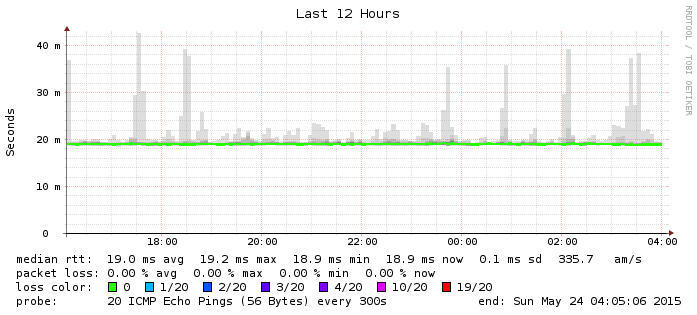 Last 12 Hours
RRDTOOL / TOBI OETIKER
Seconds
40 m
30 m
20 m
10 m
0
18:00 20:00 22:00 00:00 02:00 04:00
median rtt: 19.0 ms avg 19.2 ms max 18.9 ms min 18.9 ms now 0.1 ms sd 335.7 am/s
packet loss: 0.00 % avg 0.00 % max 0.00 % min 0.00 % now
loss color: 0 1/20 2/20 3/20 4/20 10/20 19/20
probe: 20 ICMP Echo Pings (56 Bytes) every 300s end: Sun May 24 04:05:06 2015